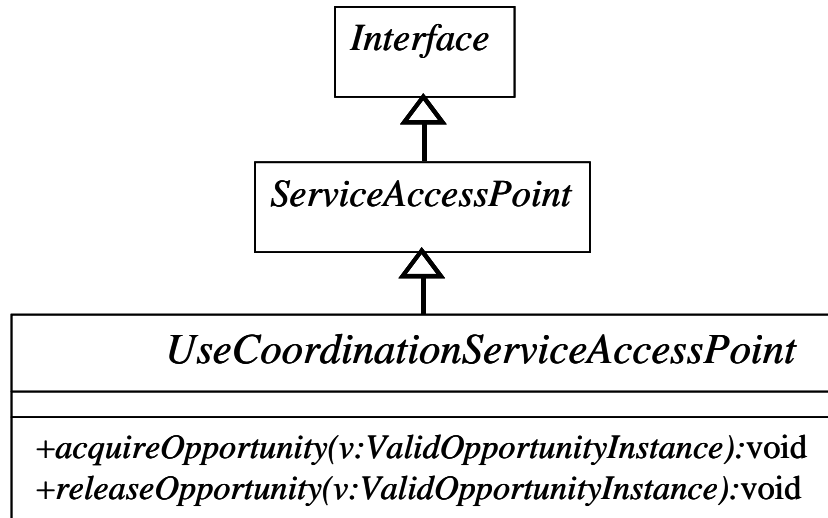 Interface
ServiceAccessPoint
UseCoordinationServiceAccessPoint
+acquireOpportunity(v:ValidOpportunityInstance):void
+releaseOpportunity(v:ValidOpportunityInstance):void